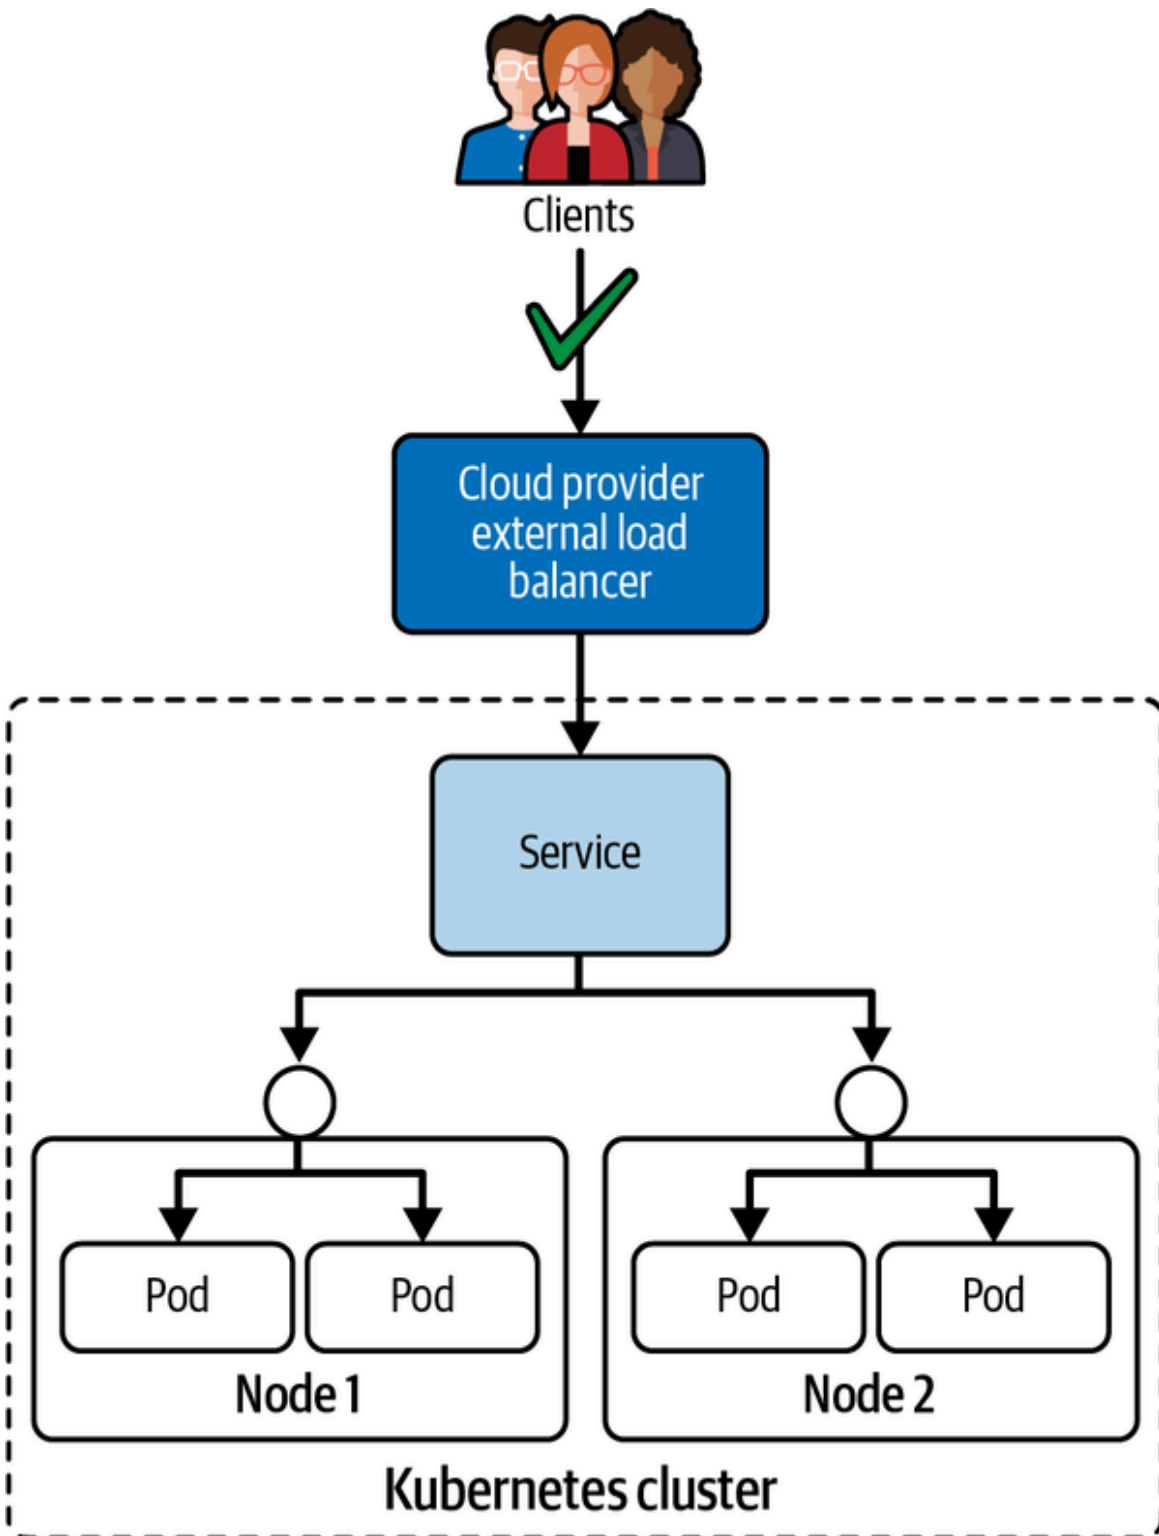 Clients
Cloud provider
external load
balancer
Service
Pod
Pod
Pod
Pod
Node 1
Node 2
Kubernetes cluster